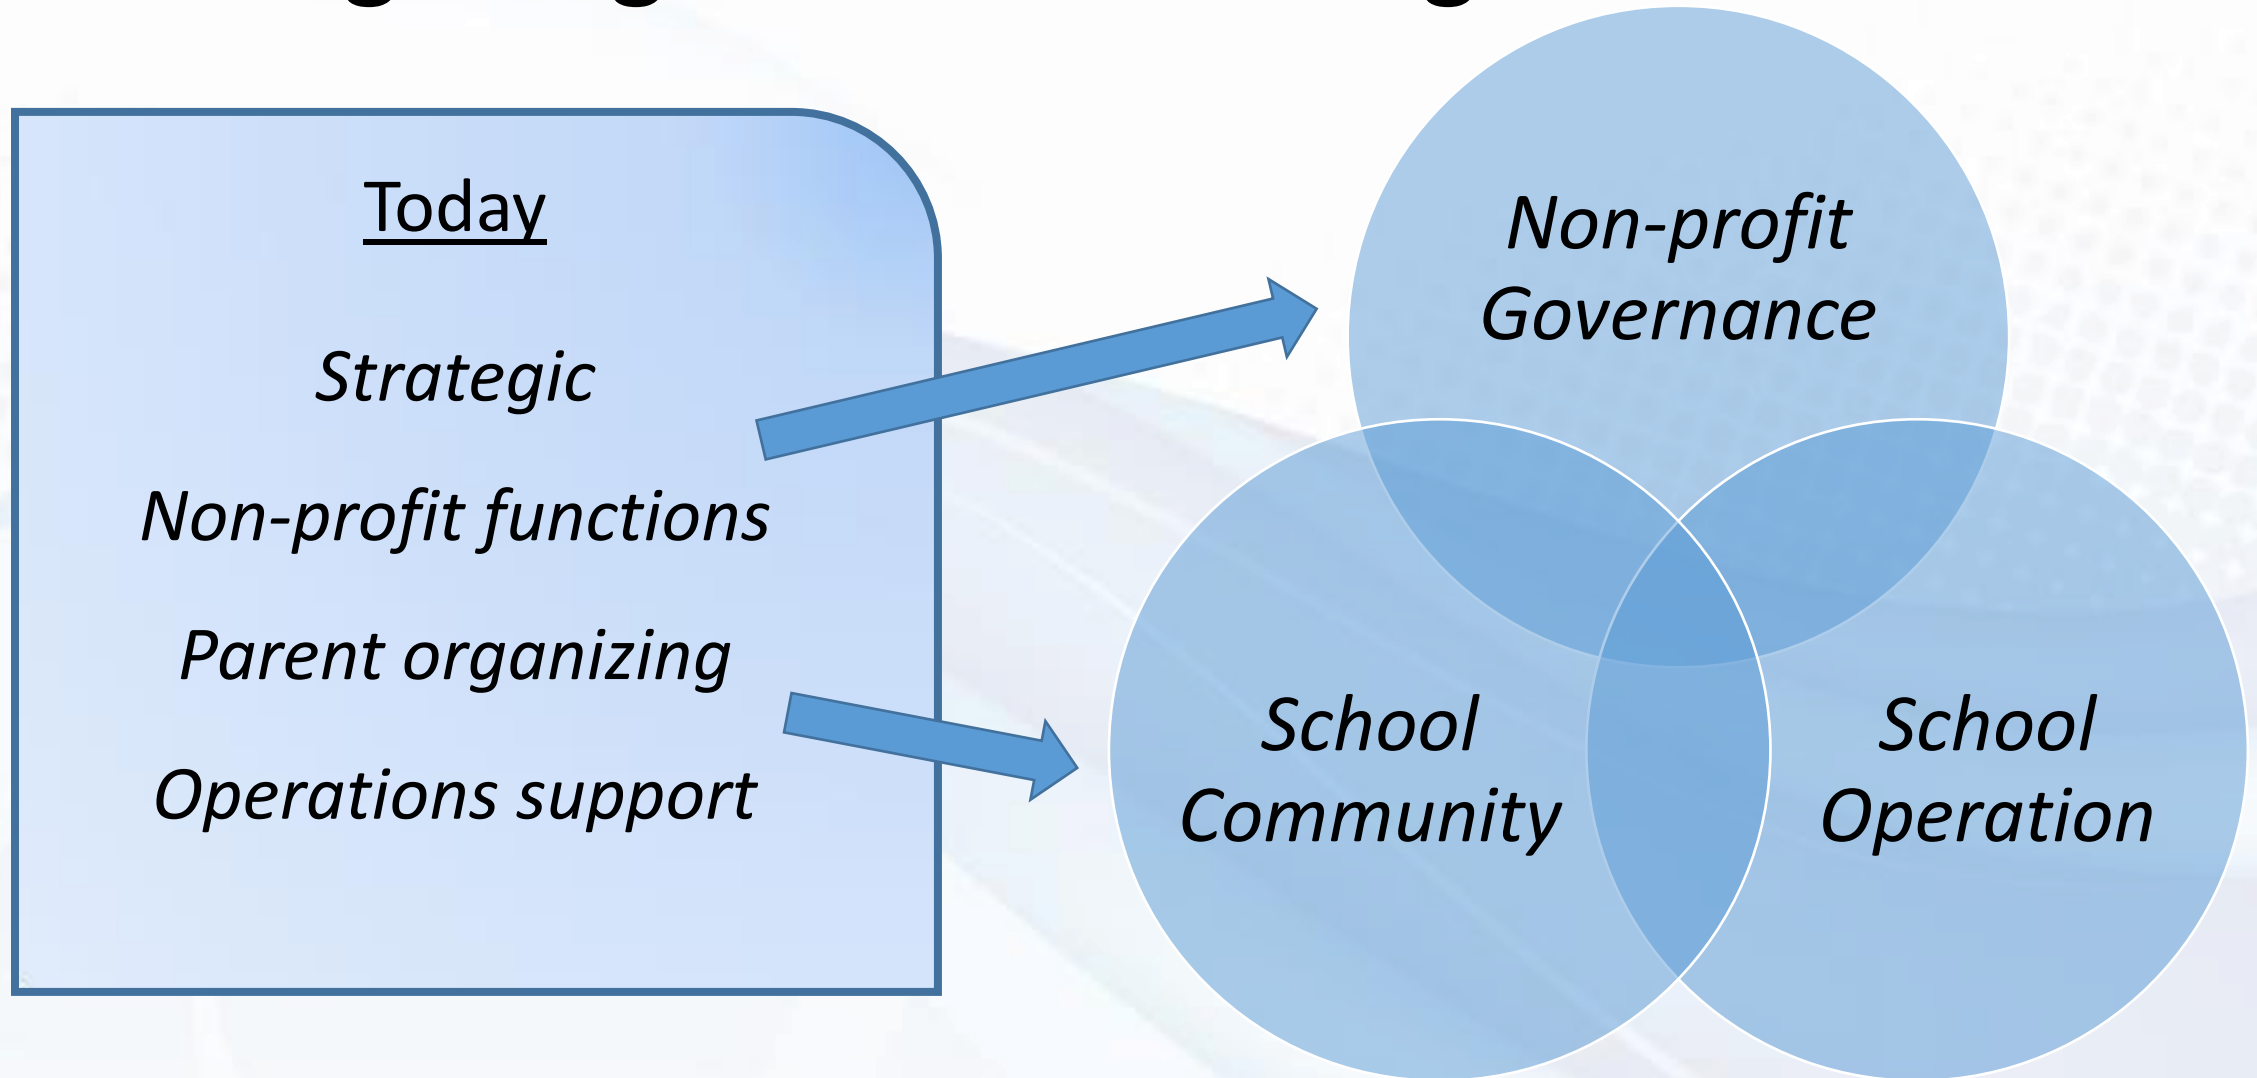 Today
Strategic
Non-profit functions
Parent organizing
Operations support
Non-profit
Governance
School
Community
School
Operation